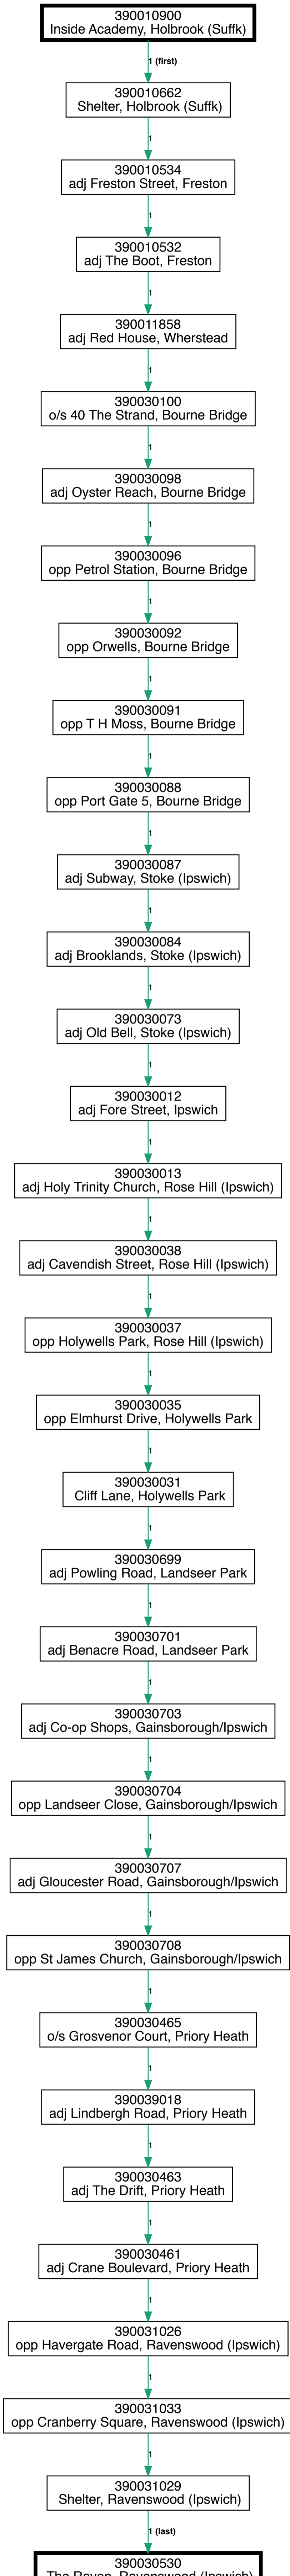 390010900
Inside Academy, Holbrook (Suffk)
1 (first)
390010662
Shelter, Holbrook (Suffk)
1
390010534
adj Freston Street, Freston
1
390010532
adj The Boot, Freston
1
390011858
adj Red House, Wherstead
1
390030100
o/s 40 The Strand, Bourne Bridge
1
390030098
adj Oyster Reach, Bourne Bridge
1
390030096
opp Petrol Station, Bourne Bridge
1
390030092
opp Orwells, Bourne Bridge
1
390030091
opp T H Moss, Bourne Bridge
1
390030088
opp Port Gate 5, Bourne Bridge
1
390030087
adj Subway, Stoke (Ipswich)
1
390030084
adj Brooklands, Stoke (Ipswich)
1
390030073
adj Old Bell, Stoke (Ipswich)
1
390030012
adj Fore Street, Ipswich
1
390030013
adj Holy Trinity Church, Rose Hill (Ipswich)
1
390030038
adj Cavendish Street, Rose Hill (Ipswich)
1
390030037
opp Holywells Park, Rose Hill (Ipswich)
1
390030035
opp Elmhurst Drive, Holywells Park
1
390030031
Cliff Lane, Holywells Park
1
390030699
adj Powling Road, Landseer Park
1
390030701
adj Benacre Road, Landseer Park
1
390030703
adj Co-op Shops, Gainsborough/Ipswich
1
390030704
opp Landseer Close, Gainsborough/Ipswich
1
390030707
adj Gloucester Road, Gainsborough/Ipswich
1
390030708
opp St James Church, Gainsborough/Ipswich
1
390030465
o/s Grosvenor Court, Priory Heath
1
390039018
adj Lindbergh Road, Priory Heath
1
390030463
adj The Drift, Priory Heath
1
390030461
adj Crane Boulevard, Priory Heath
1
390031026
opp Havergate Road, Ravenswood (Ipswich)
1
390031033
opp Cranberry Square, Ravenswood (Ipswich)
1
390031029
Shelter, Ravenswood (Ipswich)
1 (last)
390030530
The Raven, Ravenswood (Ipswich)